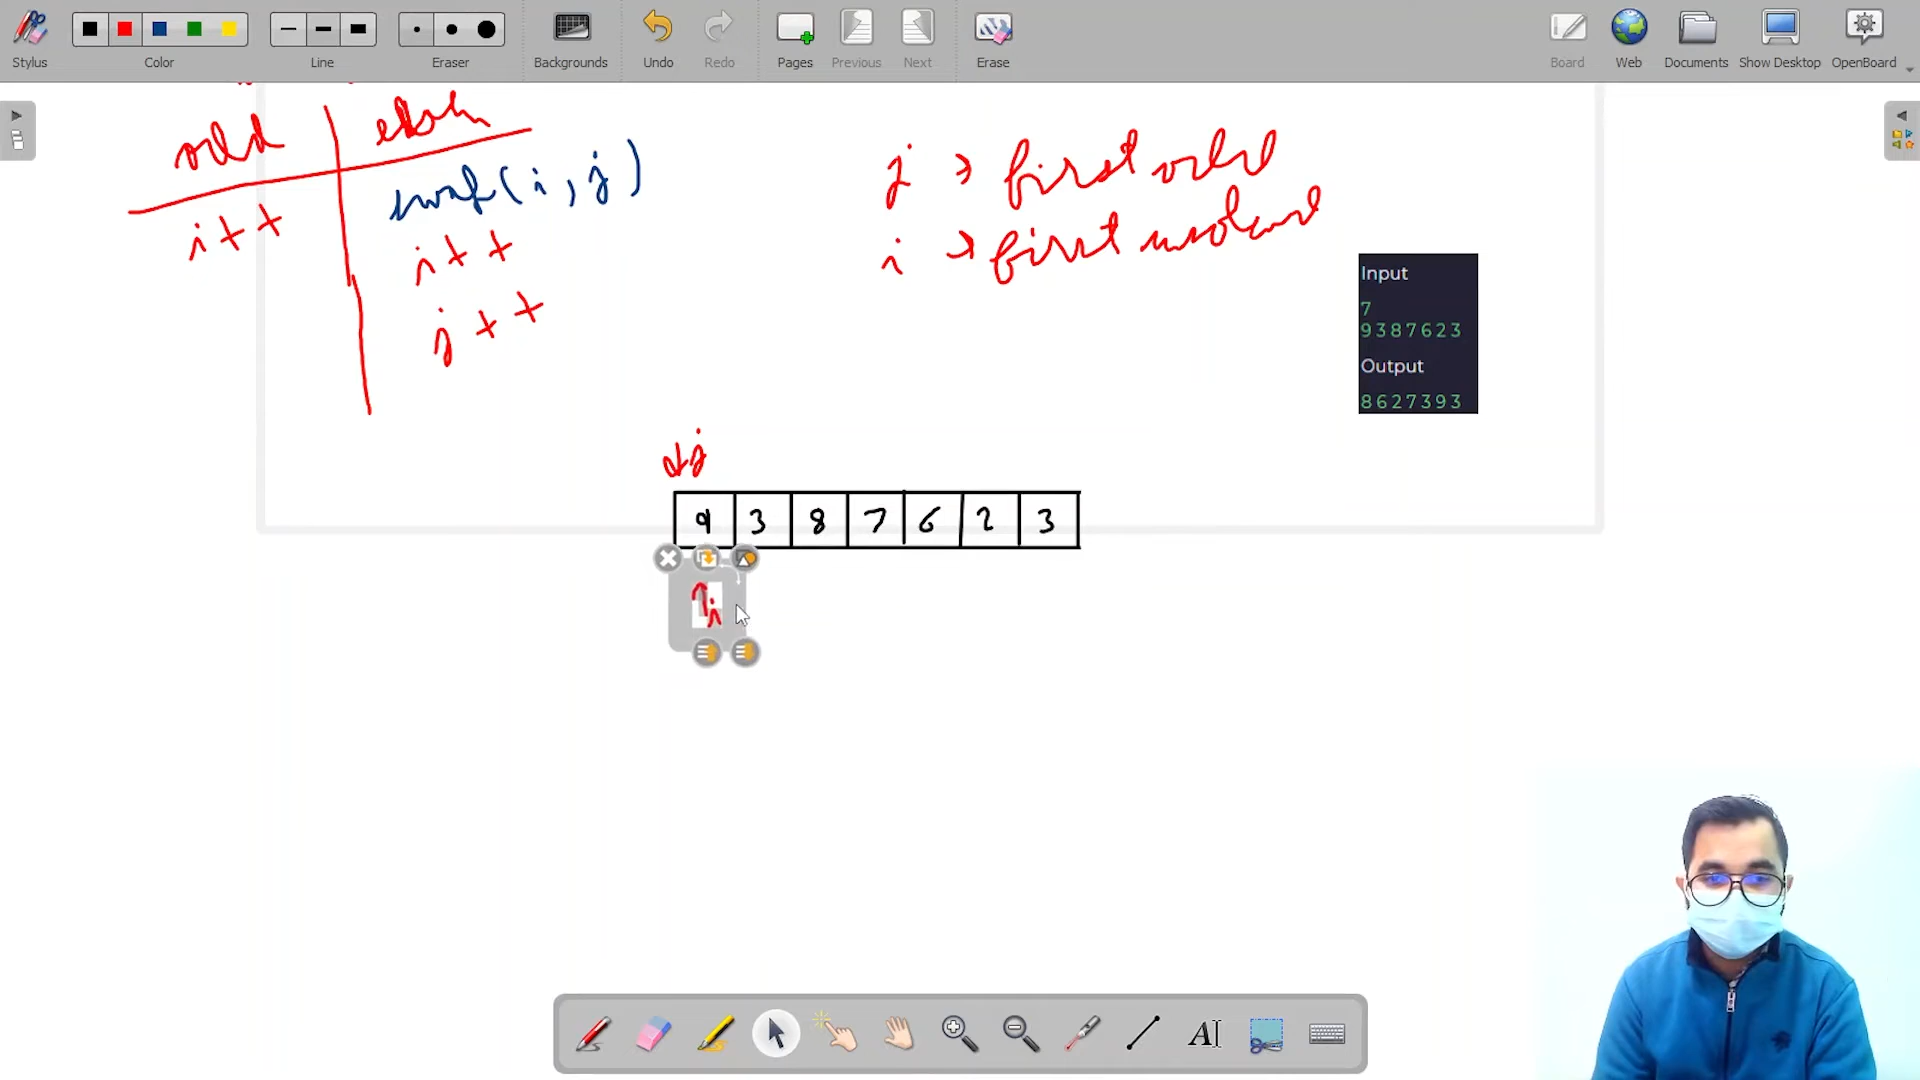 Stylus
Color
Line
Eraser
Backgrounds
Undo
Redo
Pages
Previous
Next
Erase
Board
Web
Documents
Show Desktop
OpenBoard
odd
even
i++
swap(i, j)
i++
j++
j → first odd
i → first unsolved
Input
7
9 3 8 7 6 2 3
Output
8 6 2 7 3 9 3
↓j
9 3 8 7 6 2 3
↑i